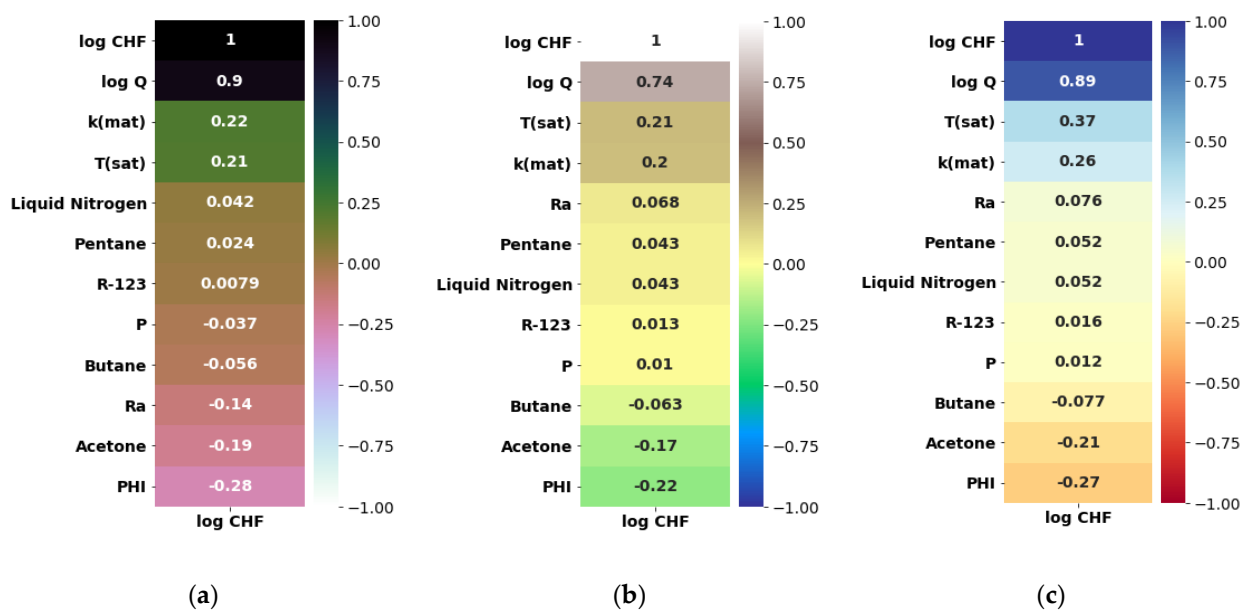 log CHF 1
log Q 0.9
k(mat) 0.22
T(sat) 0.21
Liquid Nitrogen 0.042
Pentane 0.024
R-123 0.0079
P -0.037
Butane -0.056
Ra -0.14
Acetone -0.19
PHI -0.28
log CHF
1.00
0.75
0.50
0.25
0.00
−0.25
−0.50
−0.75
−1.00
(a)
log CHF 1
log Q 0.74
T(sat) 0.21
k(mat) 0.2
Ra 0.068
Pentane 0.043
Liquid Nitrogen 0.043
R-123 0.013
P 0.01
Butane -0.063
Acetone -0.17
PHI -0.22
log CHF
1.00
0.75
0.50
0.25
0.00
−0.25
−0.50
−0.75
−1.00
(b)
log CHF 1
log Q 0.89
T(sat) 0.37
k(mat) 0.26
Ra 0.076
Pentane 0.052
Liquid Nitrogen 0.052
R-123 0.016
P 0.012
Butane -0.077
Acetone -0.21
PHI -0.27
log CHF
1.00
0.75
0.50
0.25
0.00
−0.25
−0.50
−0.75
−1.00
(c)